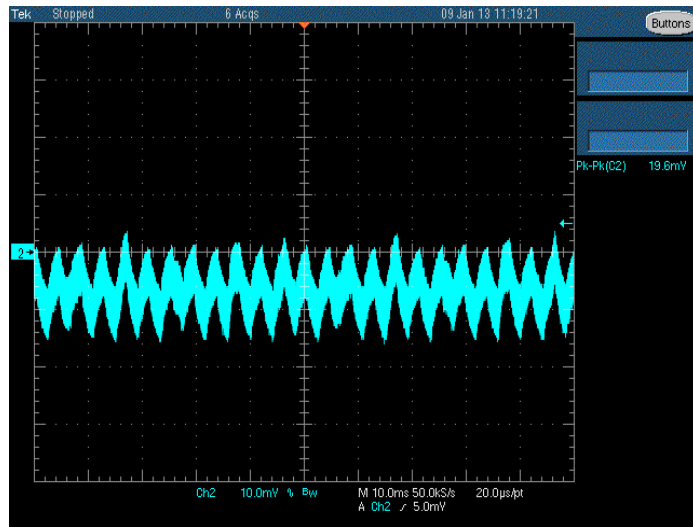 Tek Stopped 6 Acqs 09 Jan 13 11:19:21
Buttons
Pk-Pk(C2) 19.6mV
2
Ch2 10.0mV ∿ Bw M 10.0ms 50.0kS/s 20.0µs/pt
A Ch2 ∕ 5.0mV